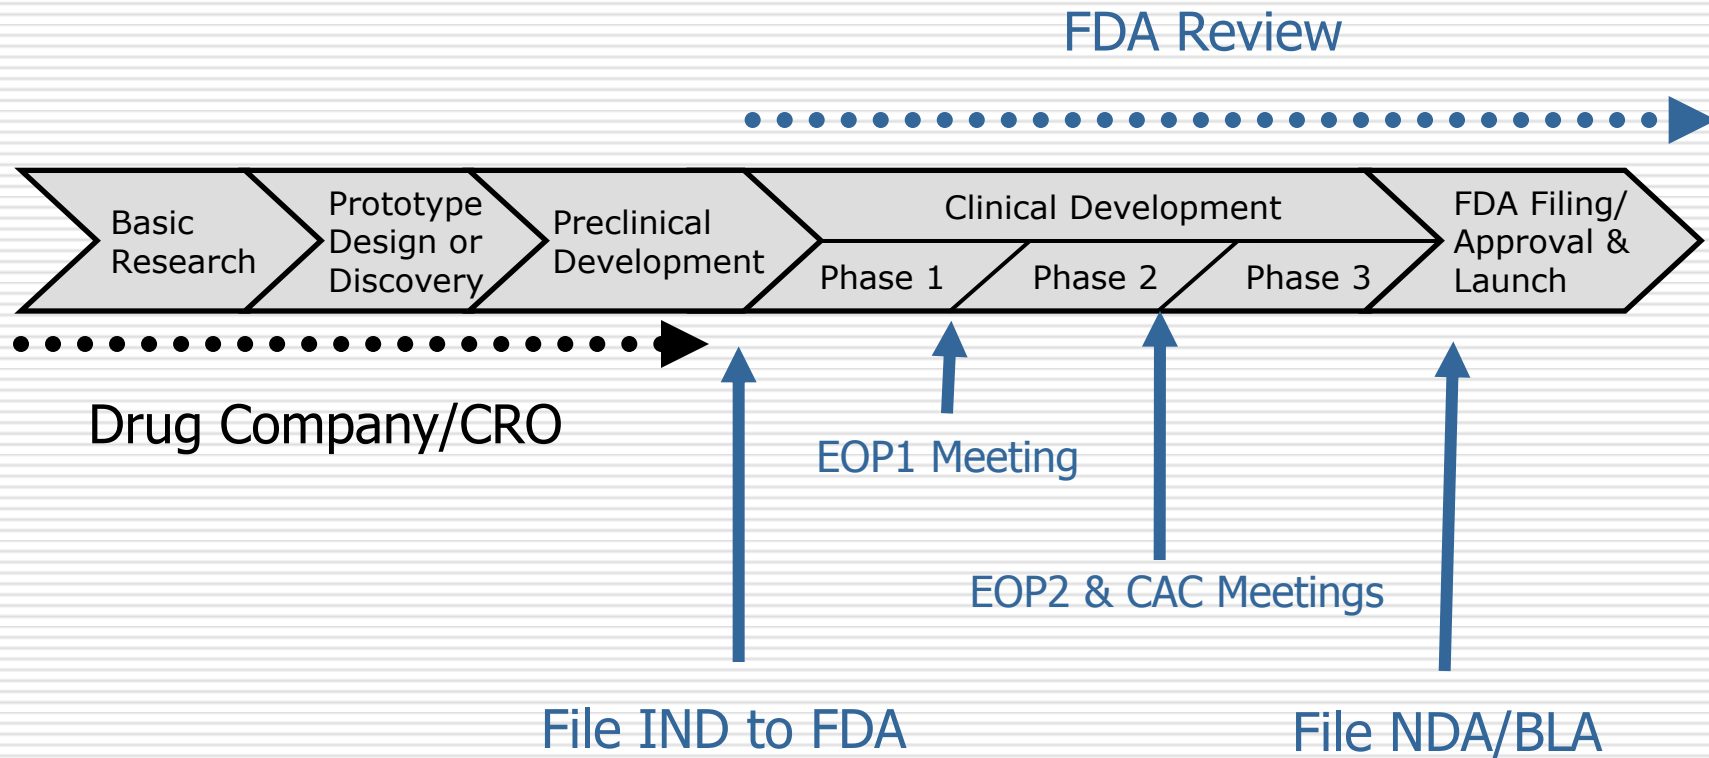 FDA Review
Basic
Research
Prototype
Design or
Discovery
Preclinical
Development
Clinical Development
Phase 1
Phase 2
Phase 3
FDA Filing/
Approval &
Launch
Drug Company/CRO
EOP1 Meeting
EOP2 & CAC Meetings
File IND to FDA
File NDA/BLA